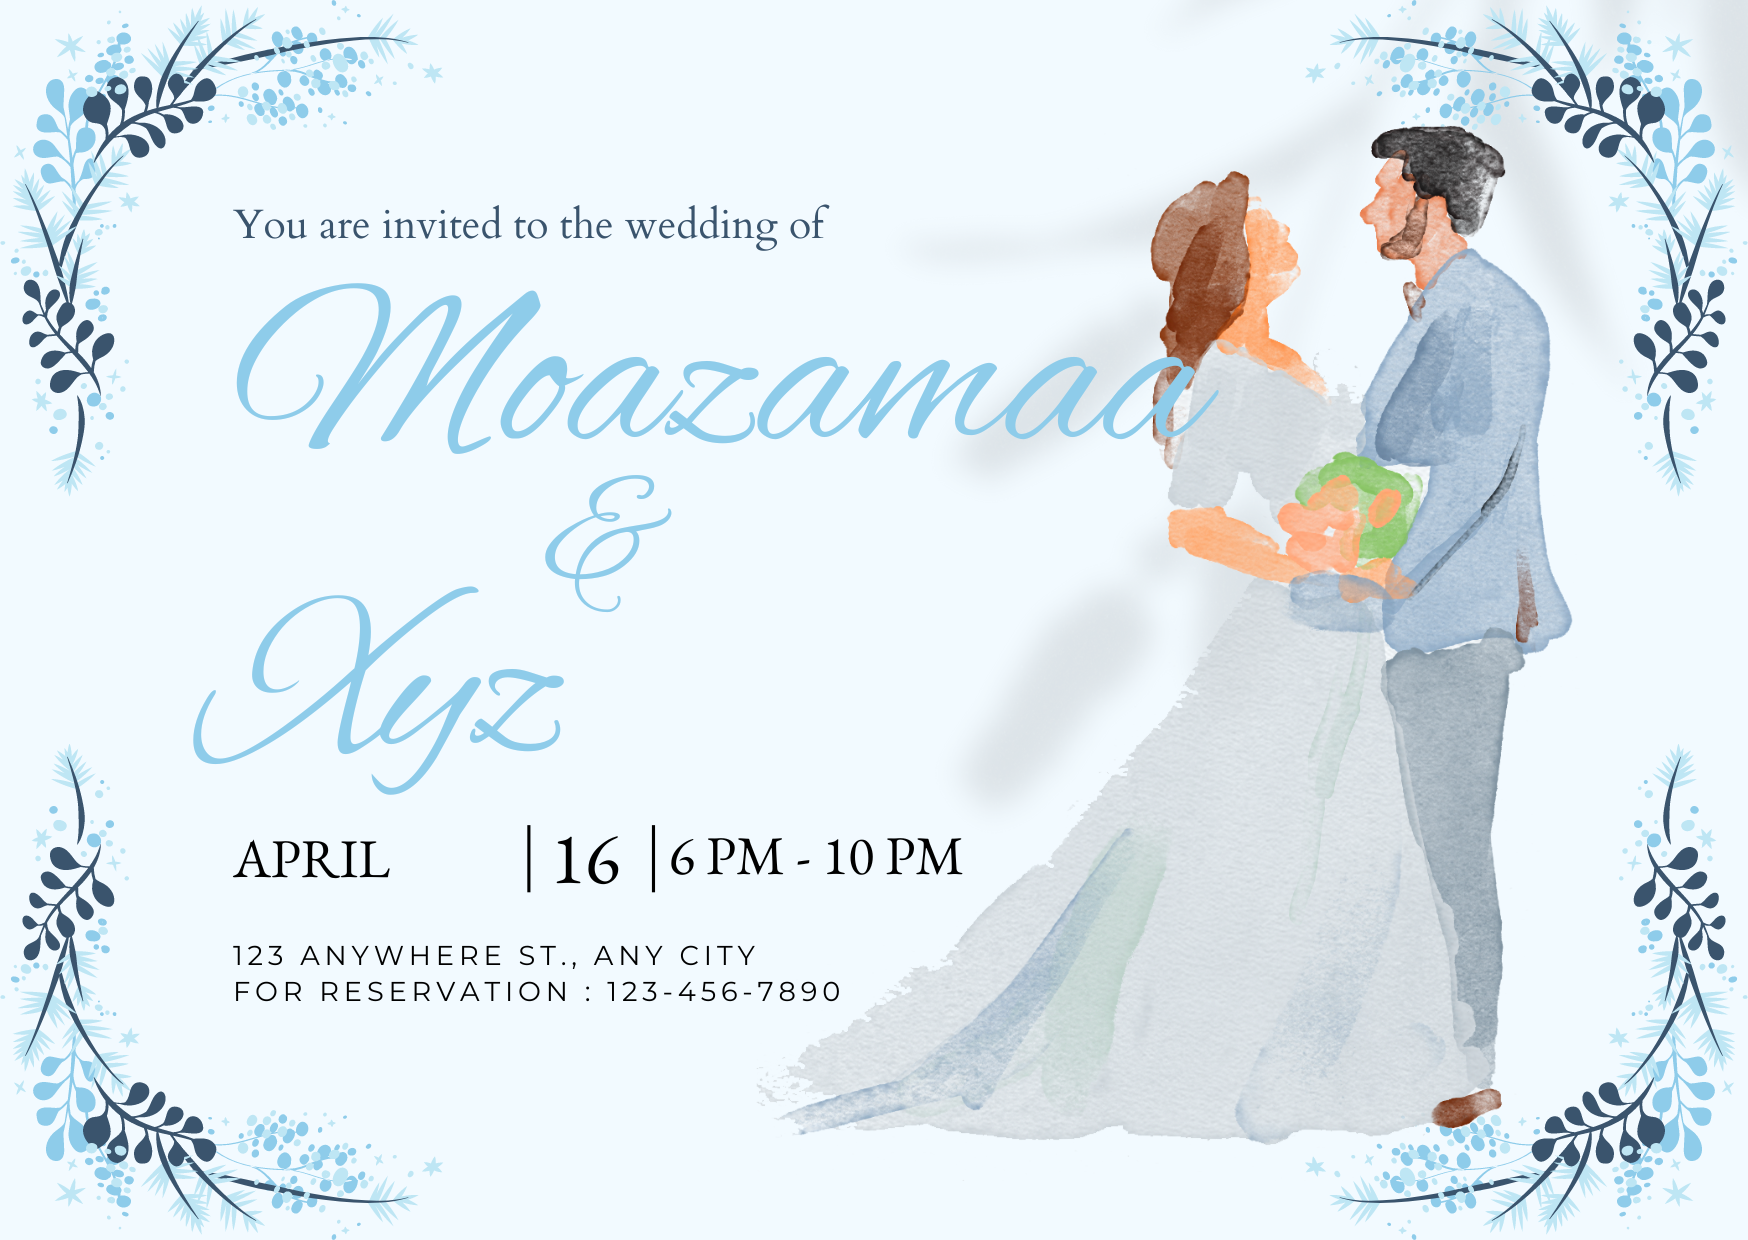 You are invited to the wedding of
Moazamaa
&
Xyz
APRIL | 16 | 6 PM - 10 PM
123 ANYWHERE ST., ANY CITY
FOR RESERVATION : 123-456-7890